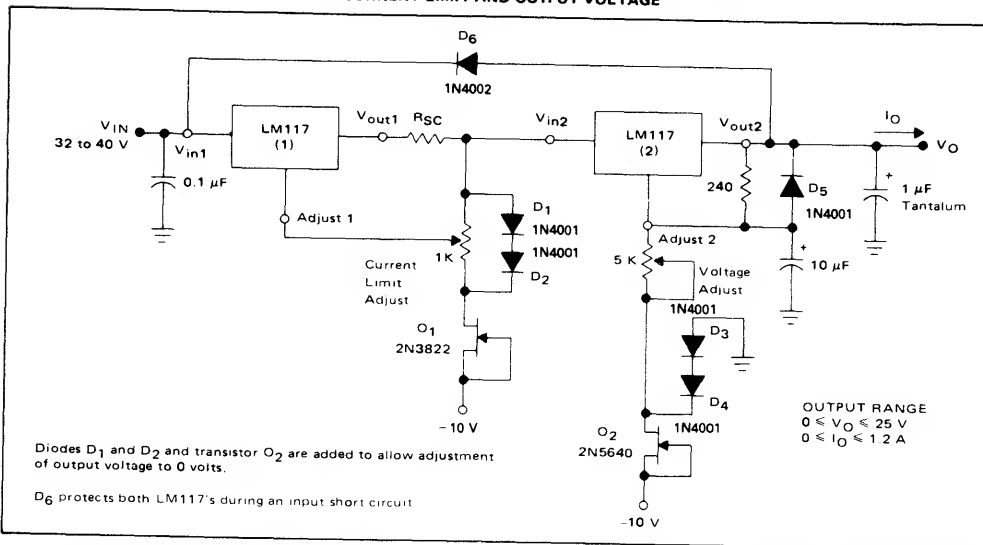 D6
1N4002
VIN
32 to 40 V
Vin1
LM117
(1)
Vout1
RSC
Vin2
LM117
(2)
Vout2
IO
VO
0.1 μF
Adjust 1
1K
Current
Limit
Adjust
D1
1N4001
1N4001
D2
240
D5
1N4001
+
1 μF
Tantalum
Adjust 2
5 K
Voltage
Adjust
1N4001
+
10 μF
O1
2N3822
-10 V
D3
D4
1N4001
O2
2N5640
-10 V
OUTPUT RANGE
0 ≤ VO ≤ 25 V
0 ≤ IO ≤ 1.2 A
Diodes D1 and D2 and transistor O2 are added to allow adjustment
of output voltage to 0 volts.
D6 protects both LM117's during an input short circuit